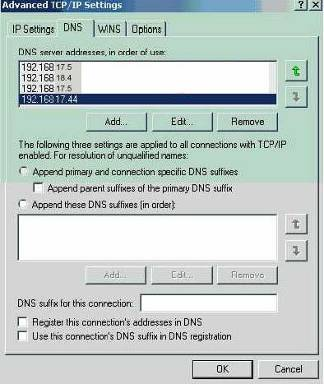 Advanced TCP/IP Settings
IP Settings DNS WINS Options
DNS server addresses, in order of use:
192.168 17.5
192.168 18.4
192.168 17.5
192.168 17.44
Add... Edit... Remove
The following three settings are applied to all connections with TCP/IP
enabled. For resolution of unqualified names:
Append primary and connection specific DNS suffixes
Append parent suffixes of the primary DNS suffix
Append these DNS suffixes (in order):
Add... Edit... Remove
DNS suffix for this connection:
Register this connection's addresses in DNS
Use this connection's DNS suffix in DNS registration
OK Cancel